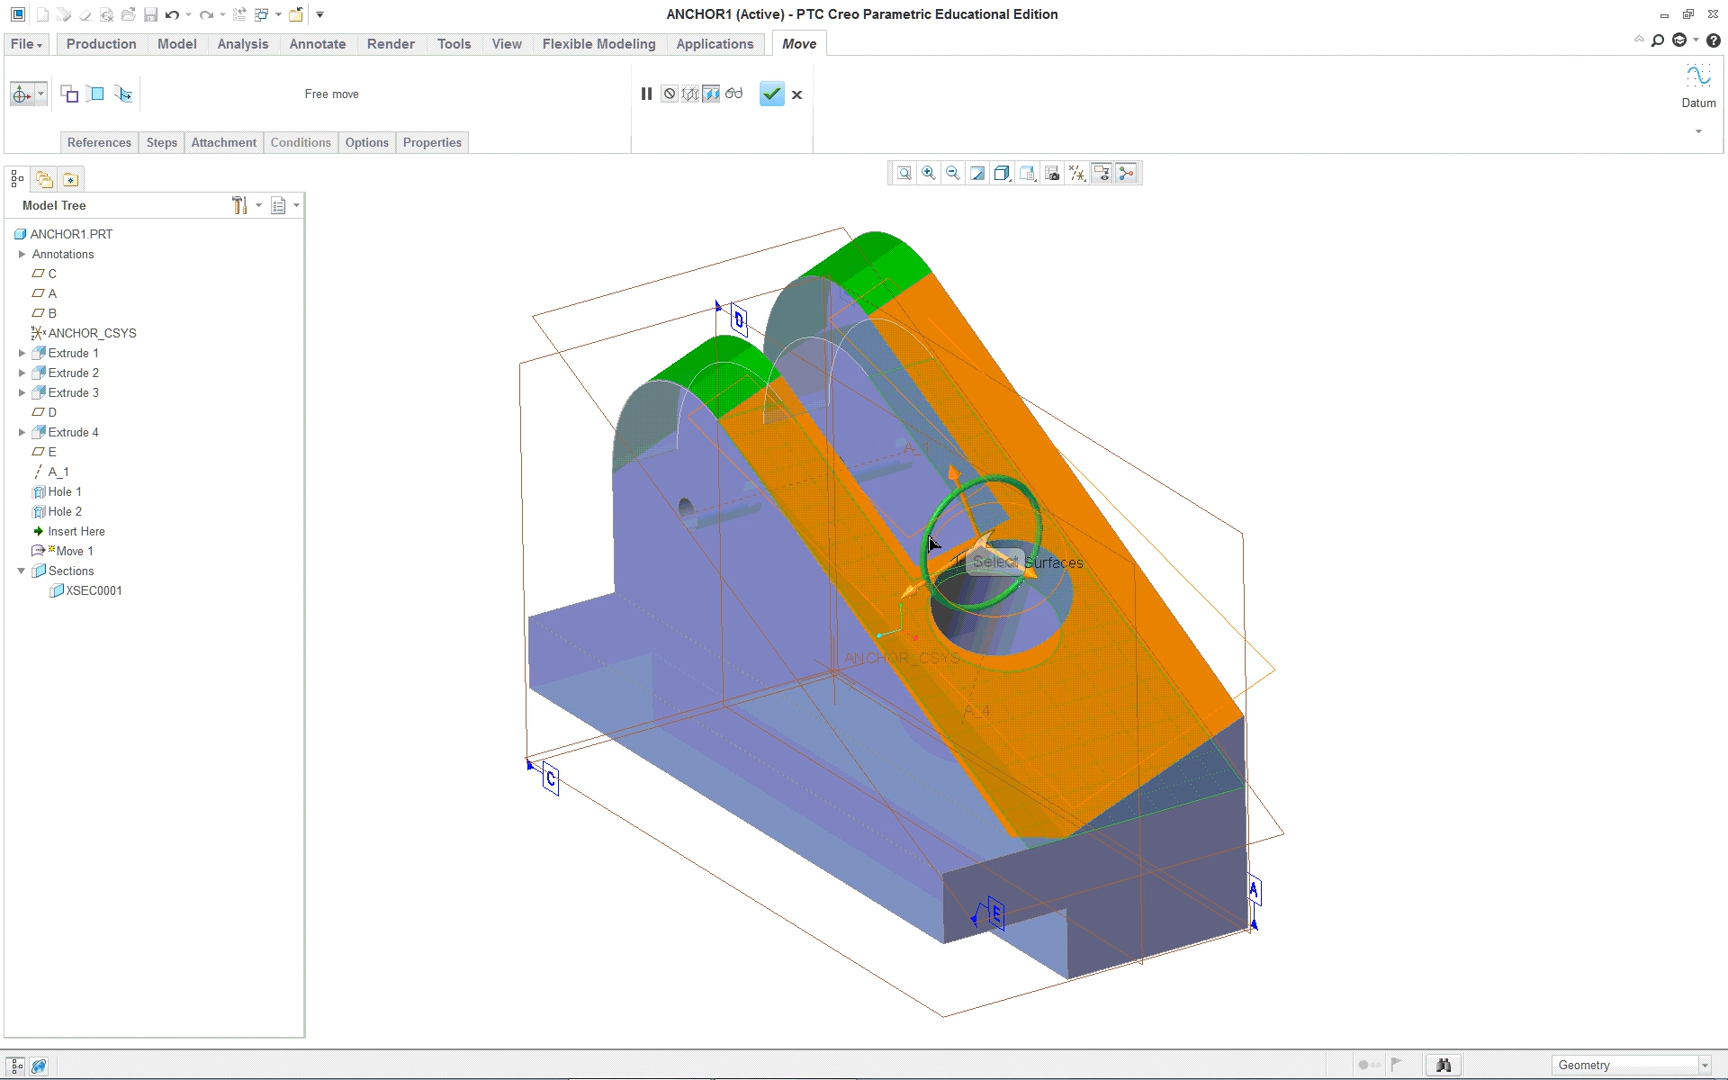 ANCHOR1 (Active) - PTC Creo Parametric Educational Edition
File Production Model Analysis Annotate Render Tools View Flexible Modeling Applications Move
Free move
Datum
References Steps Attachment Conditions Options Properties
Model Tree
ANCHOR1.PRT
Annotations
C
A
B
ANCHOR_CSYS
Extrude 1
Extrude 2
Extrude 3
D
Extrude 4
E
A_1
Hole 1
Hole 2
Insert Here
Move 1
Sections
XSEC0001
D
Select Surfaces
ANCHOR_CSYS
A_4
C
A
E
Geometry